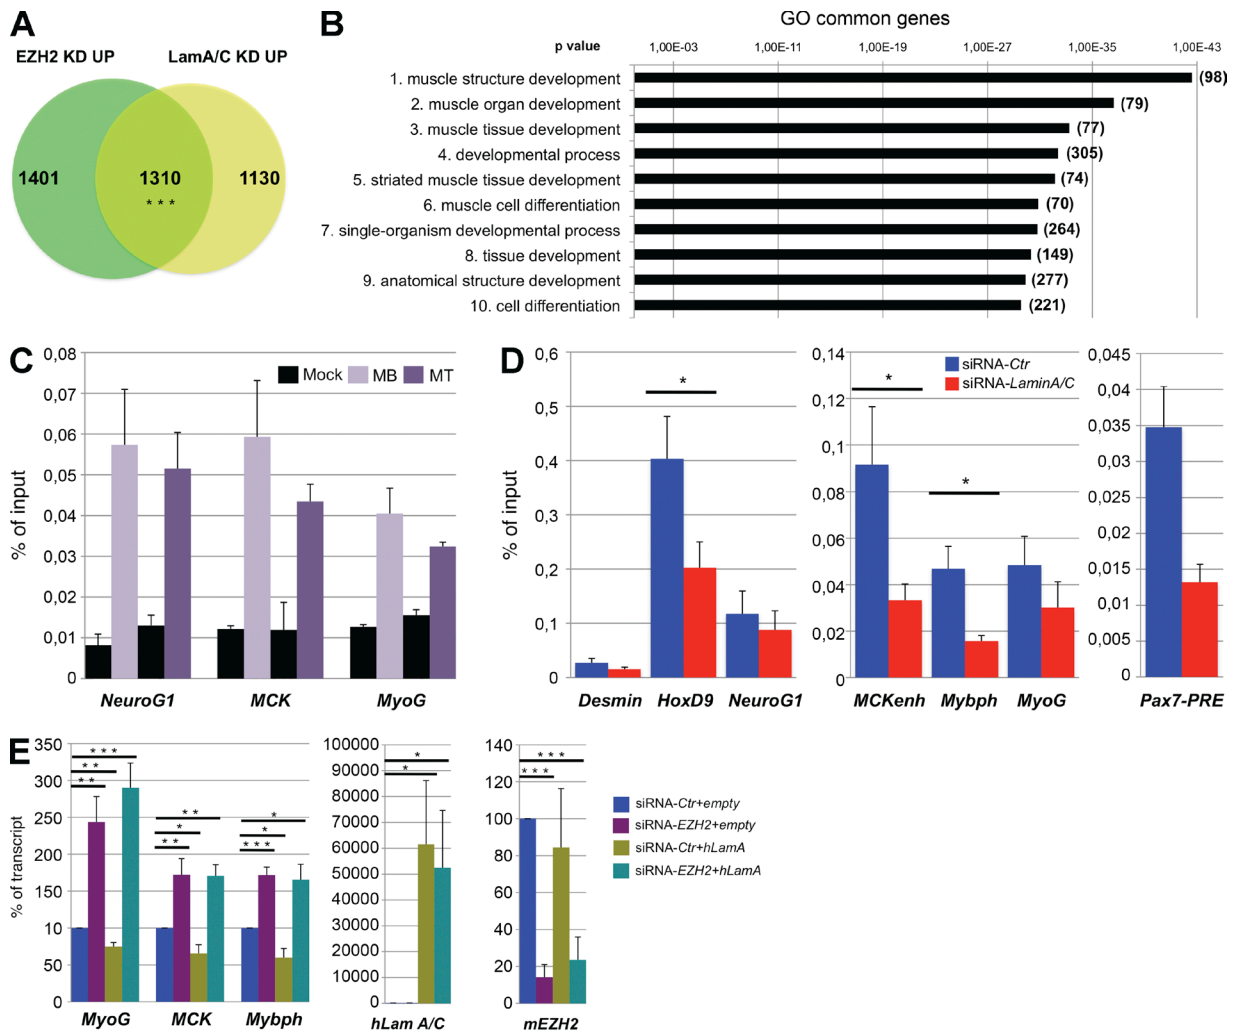 A
EZH2 KD UP
LamA/C KD UP
1401
1310
1130
* * *
B
GO common genes
p value
1,00E-03
1,00E-11
1,00E-19
1,00E-27
1,00E-35
1,00E-43
1. muscle structure development
(98)
2. muscle organ development
(79)
3. muscle tissue development
(77)
4. developmental process
(305)
5. striated muscle tissue development
(74)
6. muscle cell differentiation
(70)
7. single-organism developmental process
(264)
8. tissue development
(149)
9. anatomical structure development
(277)
10. cell differentiation
(221)
C
% of input
0,08
0,07
0,06
0,05
0,04
0,03
0,02
0,01
0
Mock
MB
MT
NeuroG1
MCK
MyoG
D
% of input
0,6
0,5
0,4
0,3
0,2
0,1
0
*
Desmin
HoxD9
NeuroG1
0,14
0,12
0,1
0,08
0,06
0,04
0,02
0
*
*
siRNA-Ctr
siRNA-LaminA/C
MCKenh
Mybph
MyoG
0,045
0,04
0,035
0,03
0,025
0,02
0,015
0,01
0,005
0
Pax7-PRE
E
% of transcript
350
300
250
200
150
10
50
0
* * *
* *
* *
* *
*
* *
*
*
* * *
MyoG
MCK
Mybph
100000
90000
80000
70000
60000
50000
40000
30000
20000
10000
0
*
*
hLam A/C
140
120
100
80
60
40
20
0
* * *
* * *
mEZH2
siRNA-Ctr+empty
siRNA-EZH2+empty
siRNA-Ctr+hLamA
siRNA-EZH2+hLamA